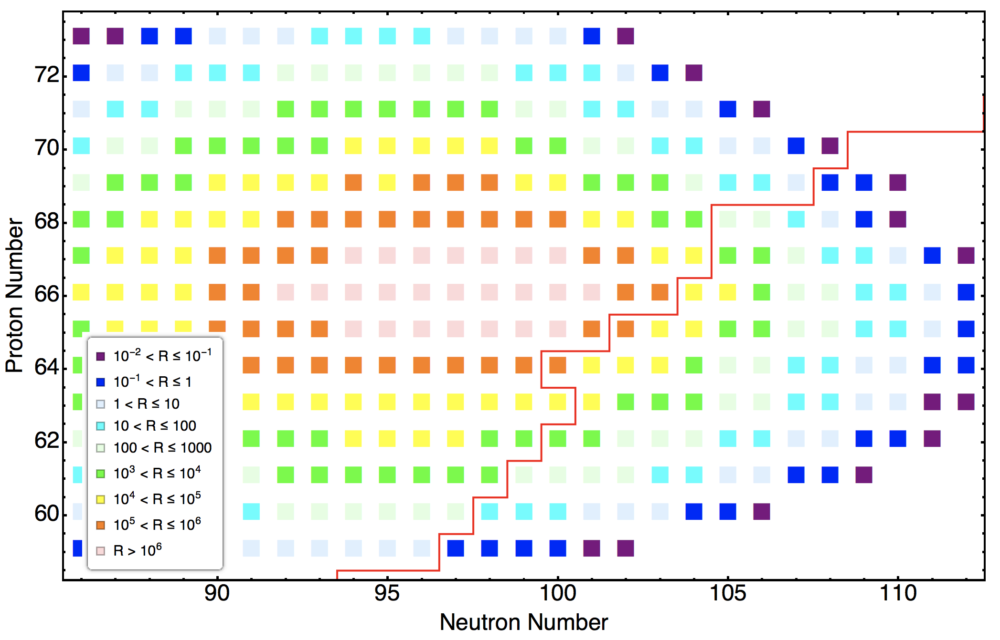 72
70
68
66
64
62
60
Proton Number
10⁻² < R ≤ 10⁻¹
10⁻¹ < R ≤ 1
1 < R ≤ 10
10 < R ≤ 100
100 < R ≤ 1000
10³ < R ≤ 10⁴
10⁴ < R ≤ 10⁵
10⁵ < R ≤ 10⁶
R > 10⁶
90 95 100 105 110
Neutron Number